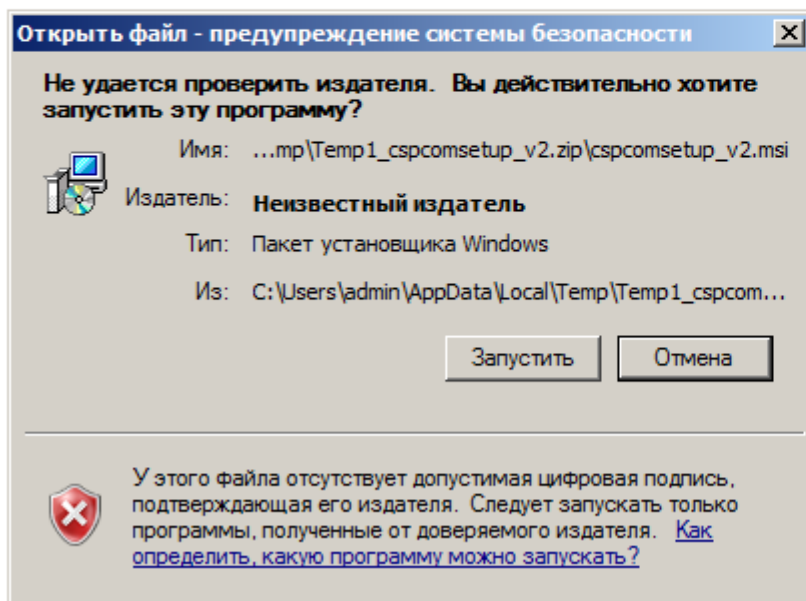 Открыть файл - предупреждение системы безопасности
Не удается проверить издателя. Вы действительно хотите
запустить эту программу?
Имя: ...mp\Temp1_cspcomsetup_v2.zip\cspcomsetup_v2.msi
Издатель: Неизвестный издатель
Тип: Пакет установщика Windows
Из: C:\Users\admin\AppData\Local\Temp\Temp1_cspcom...
Запустить Отмена
У этого файла отсутствует допустимая цифровая подпись,
подтверждающая его издателя. Следует запускать только
программы, полученные от доверяемого издателя. Как
определить, какую программу можно запускать?